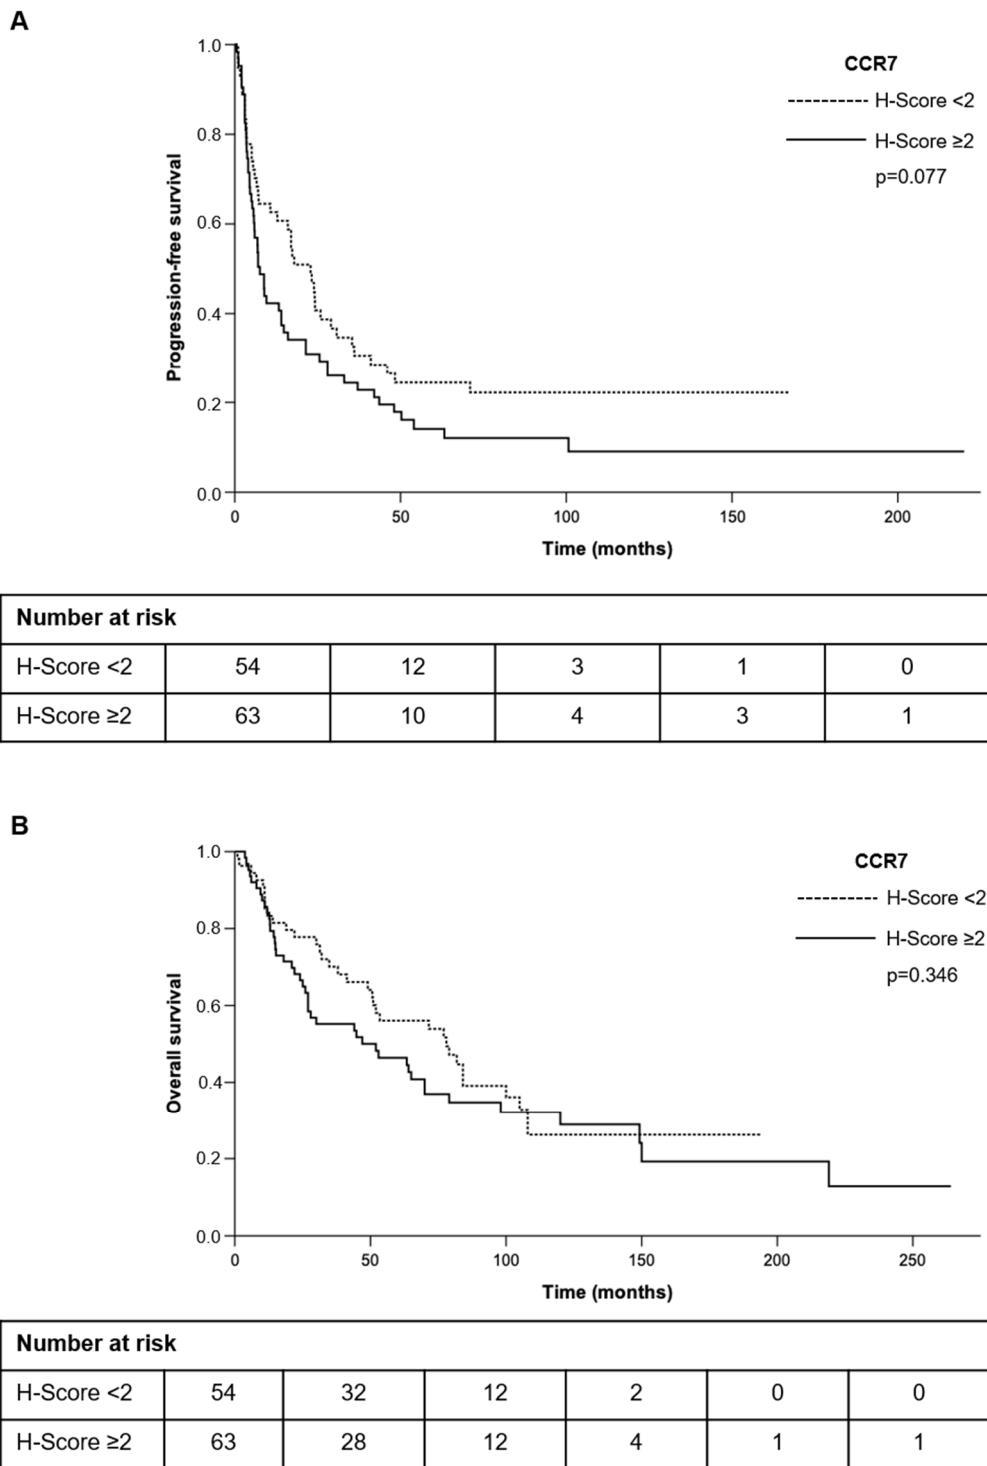 A
CCR7
H-Score <2
H-Score ≥2
p=0.077
Progression-free survival
1.0
0.8
0.6
0.4
0.2
0.0
0 50 100 150 200
Time (months)
Number at risk
H-Score <2 54 12 3 1 0
H-Score ≥2 63 10 4 3 1
B
CCR7
H-Score <2
H-Score ≥2
p=0.346
Overall survival
1.0
0.8
0.6
0.4
0.2
0.0
0 50 100 150 200 250
Time (months)
Number at risk
H-Score <2 54 32 12 2 0 0
H-Score ≥2 63 28 12 4 1 1